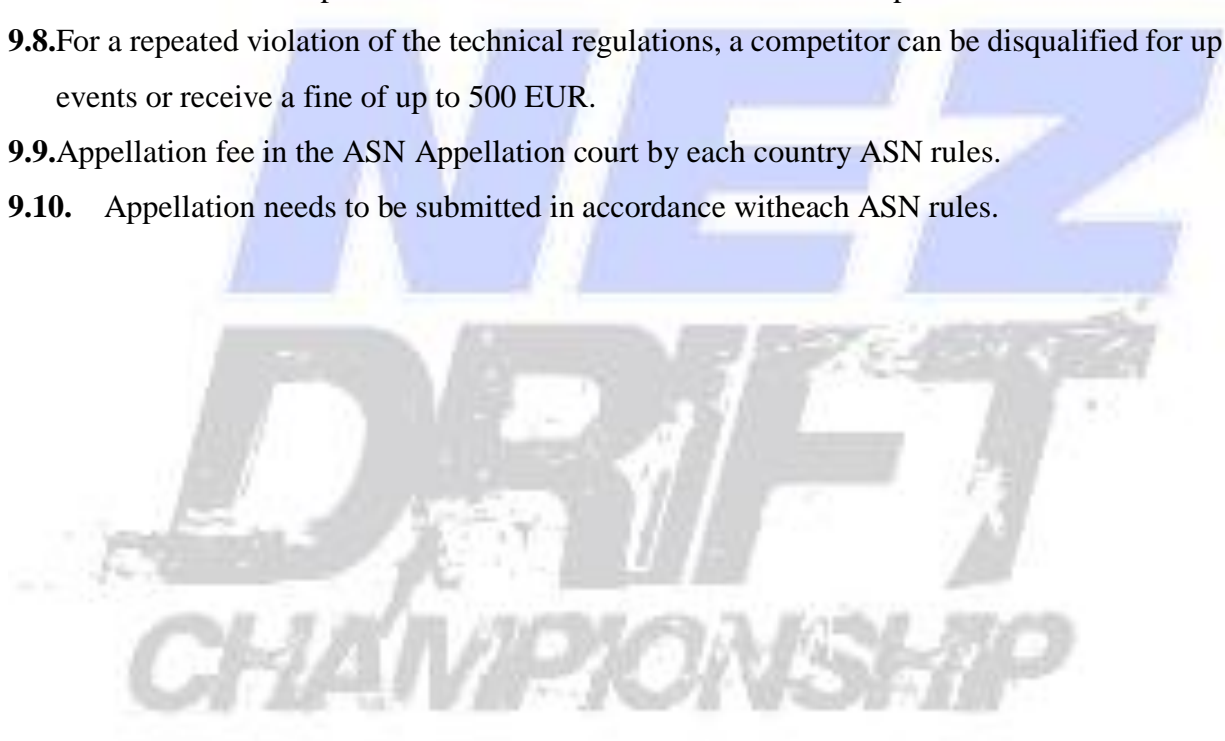 9.8.For a repeated violation of the technical regulations, a competitor can be disqualified for up
events or receive a fine of up to 500 EUR.
9.9.Appellation fee in the ASN Appellation court by each country ASN rules.
9.10. Appellation needs to be submitted in accordance witheach ASN rules.
NEZ
DRIFT
CHAMPIONSHIP